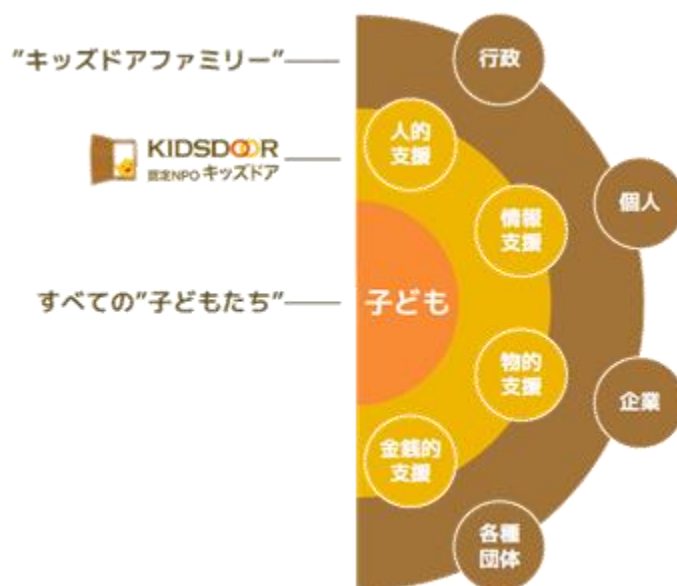 ”キッズドアファミリー”
KIDSDOOR
認定NPO キッズドア
すべての”子どもたち”
子ども
人的
支援
情報
支援
物的
支援
金銭的
支援
行政
個人
企業
各種
団体